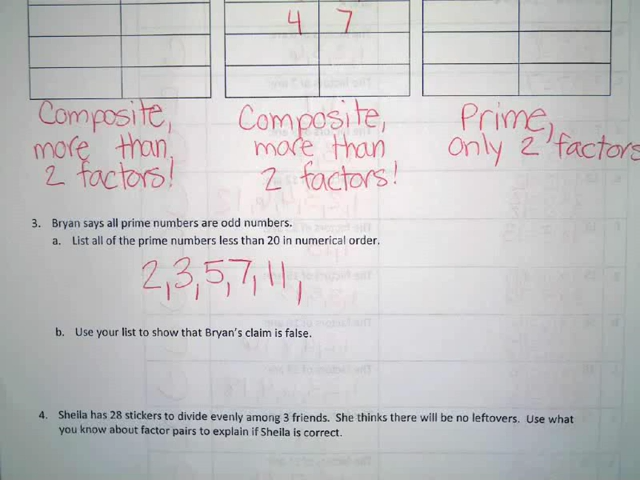 4 7
Composite, more than 2 factors!
Composite, more than 2 factors!
Prime, only 2 factors
3. Bryan says all prime numbers are odd numbers.
a. List all of the prime numbers less than 20 in numerical order.
2, 3, 5, 7, 11,
b. Use your list to show that Bryan's claim is false.
4. Sheila has 28 stickers to divide evenly among 3 friends. She thinks there will be no leftovers. Use what
you know about factor pairs to explain if Sheila is correct.